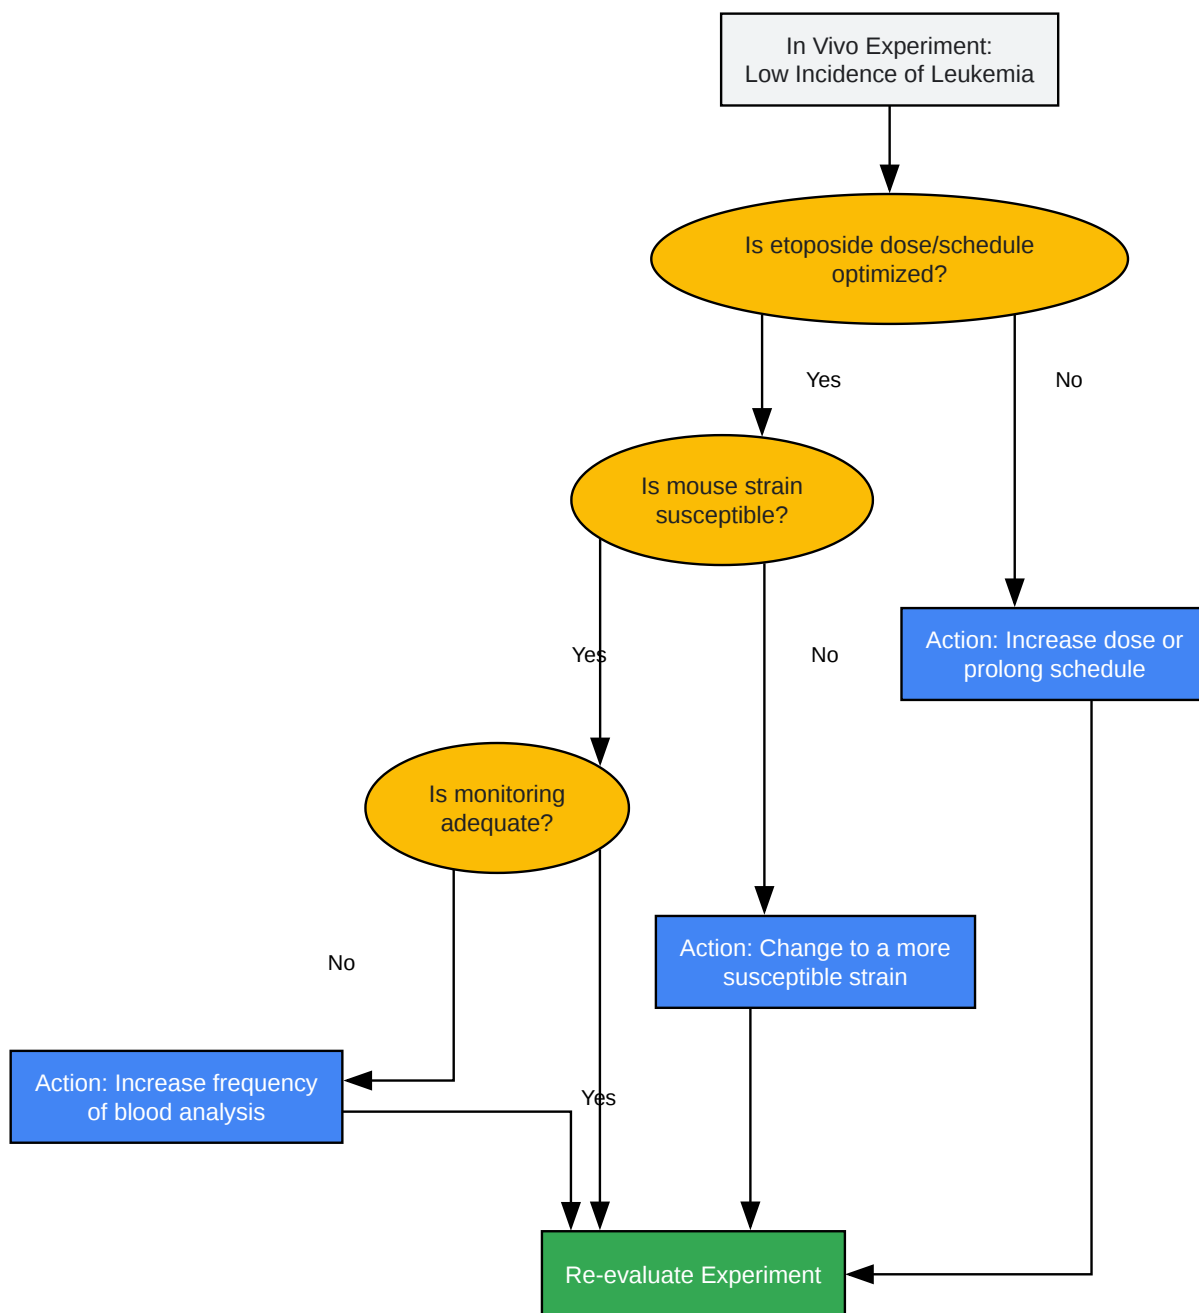 In Vivo Experiment:
Low Incidence of Leukemia
Is etoposide dose/schedule
optimized?
Yes
No
Is mouse strain
susceptible?
Yes
No
Action: Increase dose or
prolong schedule
Is monitoring
adequate?
No
Action: Change to a more
susceptible strain
Action: Increase frequency
of blood analysis
Yes
Re-evaluate Experiment